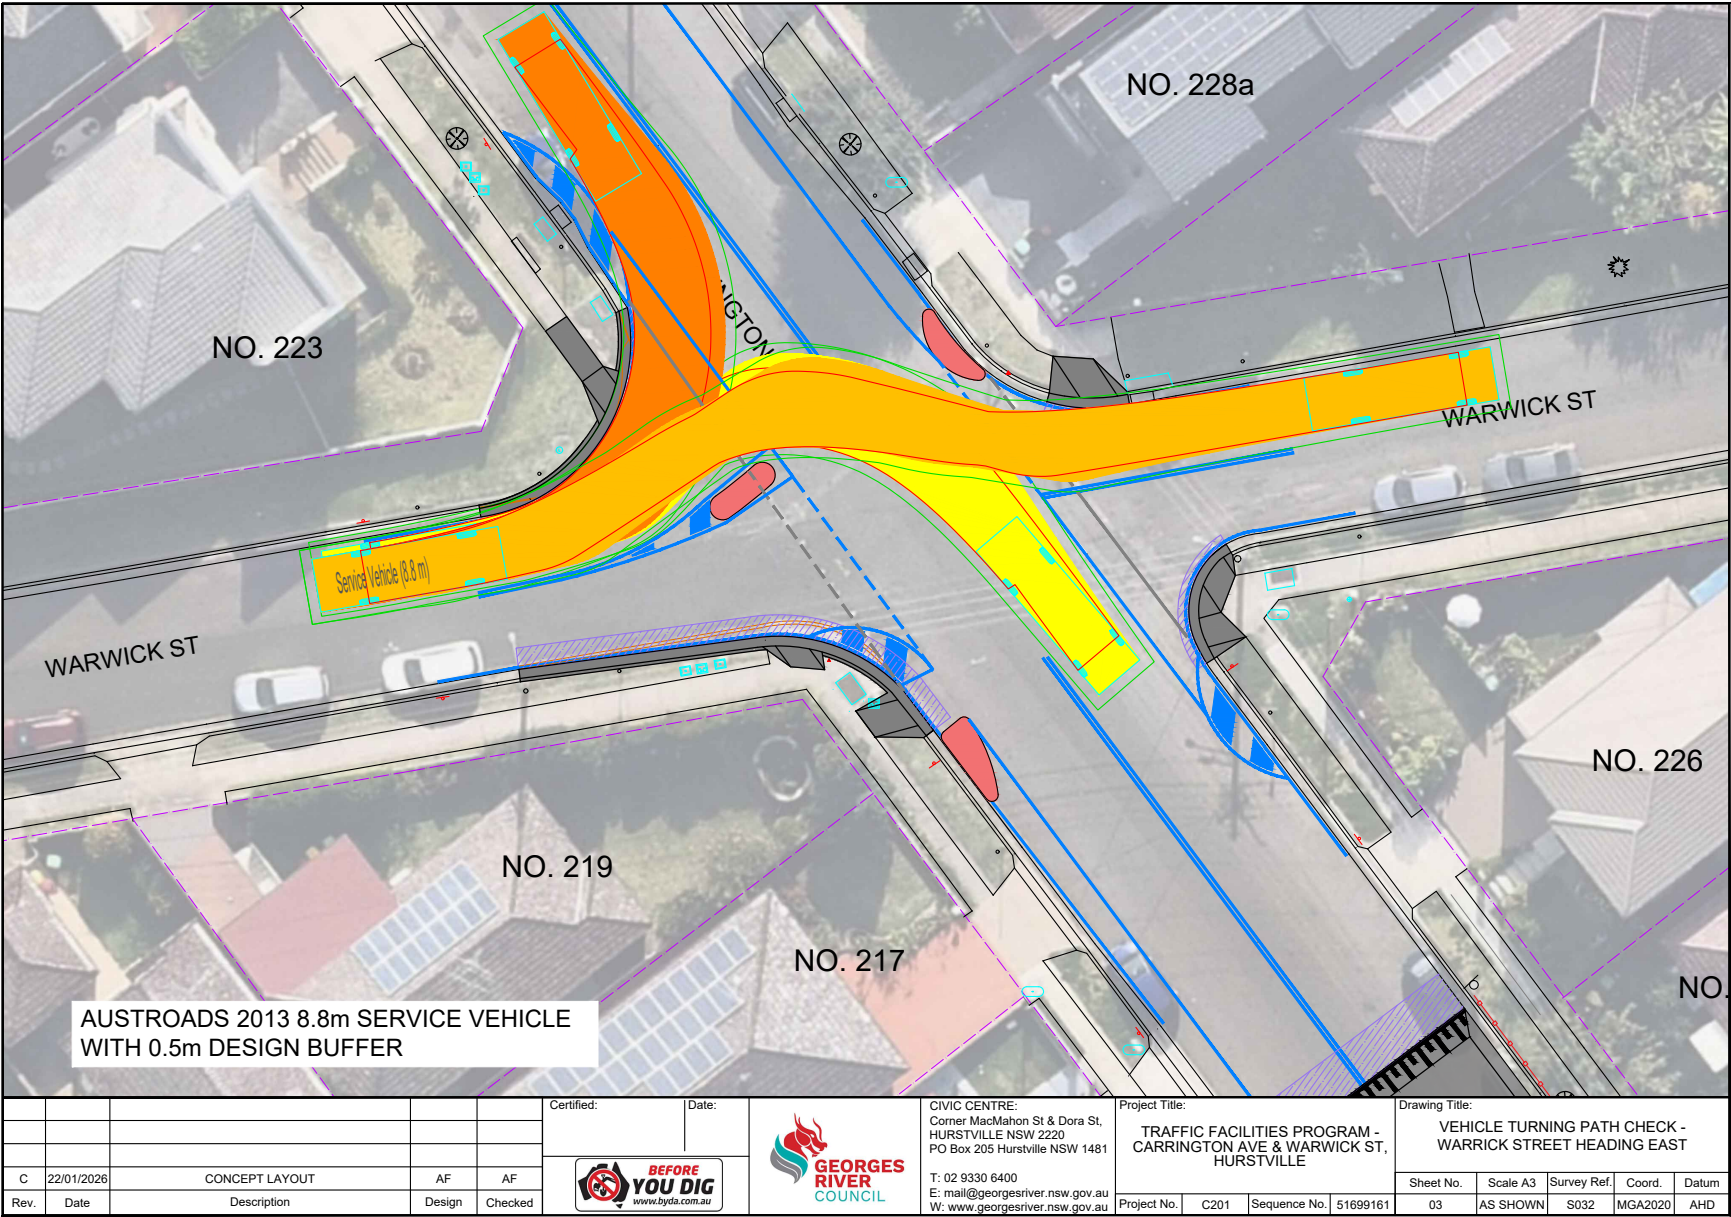 NO. 228a
NO. 223
NGTON
WARWICK ST
Service Vehicle (8.8 m)
WARWICK ST
NO. 226
NO. 219
NO. 217
NO.
AUSTROADS 2013 8.8m SERVICE VEHICLE
WITH 0.5m DESIGN BUFFER
C 22/01/2026 CONCEPT LAYOUT AF AF
Rev. Date Description Design Checked
Certified: Date:
BEFORE
YOU DIG
www.byda.com.au
GEORGES
RIVER
COUNCIL
CIVIC CENTRE:
Corner MacMahon St & Dora St,
HURSTVILLE NSW 2220
PO Box 205 Hurstville NSW 1481
T: 02 9330 6400
E: mail@georgesriver.nsw.gov.au
W: www.georgesriver.nsw.gov.au
Project Title:
TRAFFIC FACILITIES PROGRAM -
CARRINGTON AVE & WARWICK ST,
HURSTVILLE
Project No. C201 Sequence No. 51699161
Drawing Title:
VEHICLE TURNING PATH CHECK -
WARRICK STREET HEADING EAST
Sheet No. Scale A3 Survey Ref. Coord. Datum
03 AS SHOWN S032 MGA2020 AHD